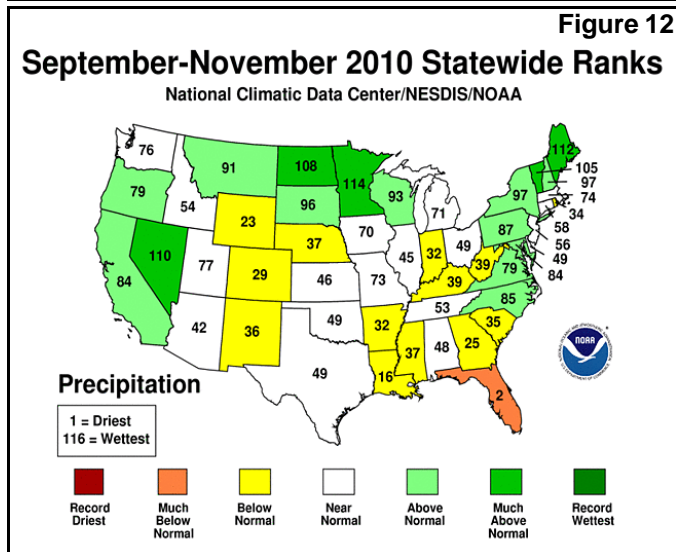 Figure 12
September-November 2010 Statewide Ranks
National Climatic Data Center/NESDIS/NOAA
76
91
108
114
112
105
97
74
34
58
56
49
84
79
54
23
96
93
71
97
87
110
77
29
37
70
45
32
49
39
79
84
46
73
39
85
42
36
49
32
53
35
49
16
37
48
25
2
NOAA
Precipitation
1 = Driest
116 = Wettest
Record
Driest
Much
Below
Normal
Below
Normal
Near
Normal
Above
Normal
Much
Above
Normal
Record
Wettest